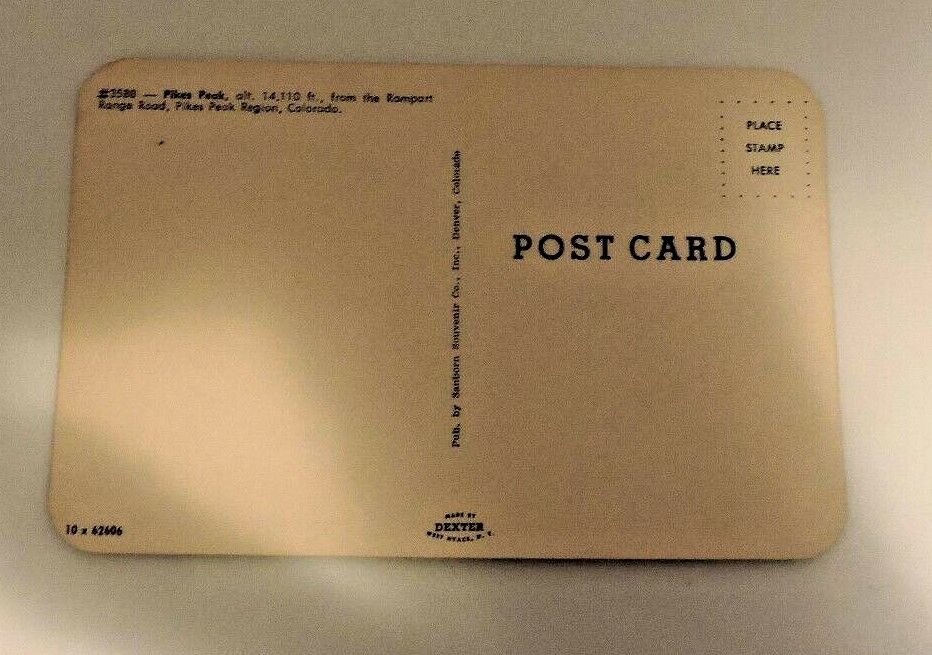 #3580 — Pikes Peak, alt. 14,110 ft., from the Rampart
Range Road, Pikes Peak Region, Colorado.
PLACE
STAMP
HERE
POST CARD
Pub. by Sanborn Souvenir Co., Inc., Denver, Colorado
10 x 62606
MADE BY
DEXTER
WEST NYACK, N. Y.